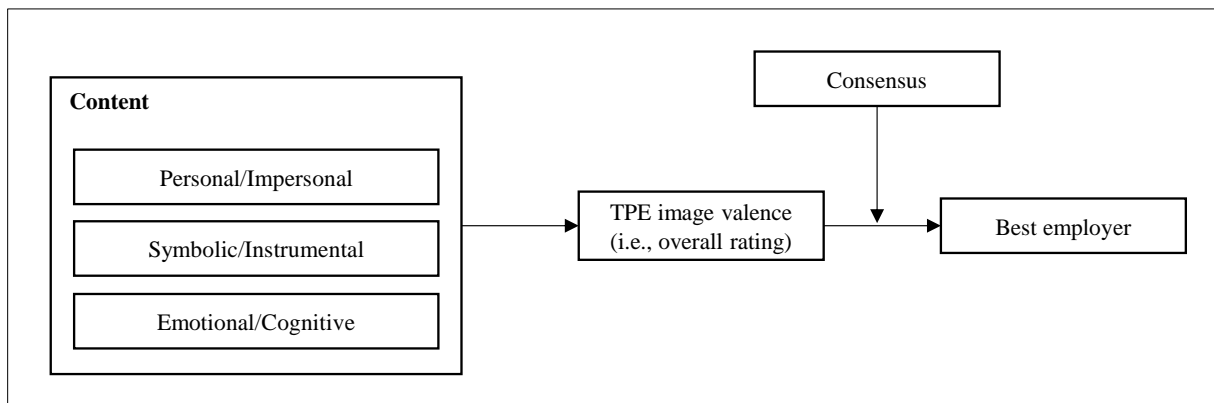 Content
Personal/Impersonal
Symbolic/Instrumental
Emotional/Cognitive
TPE image valence
(i.e., overall rating)
Consensus
Best employer